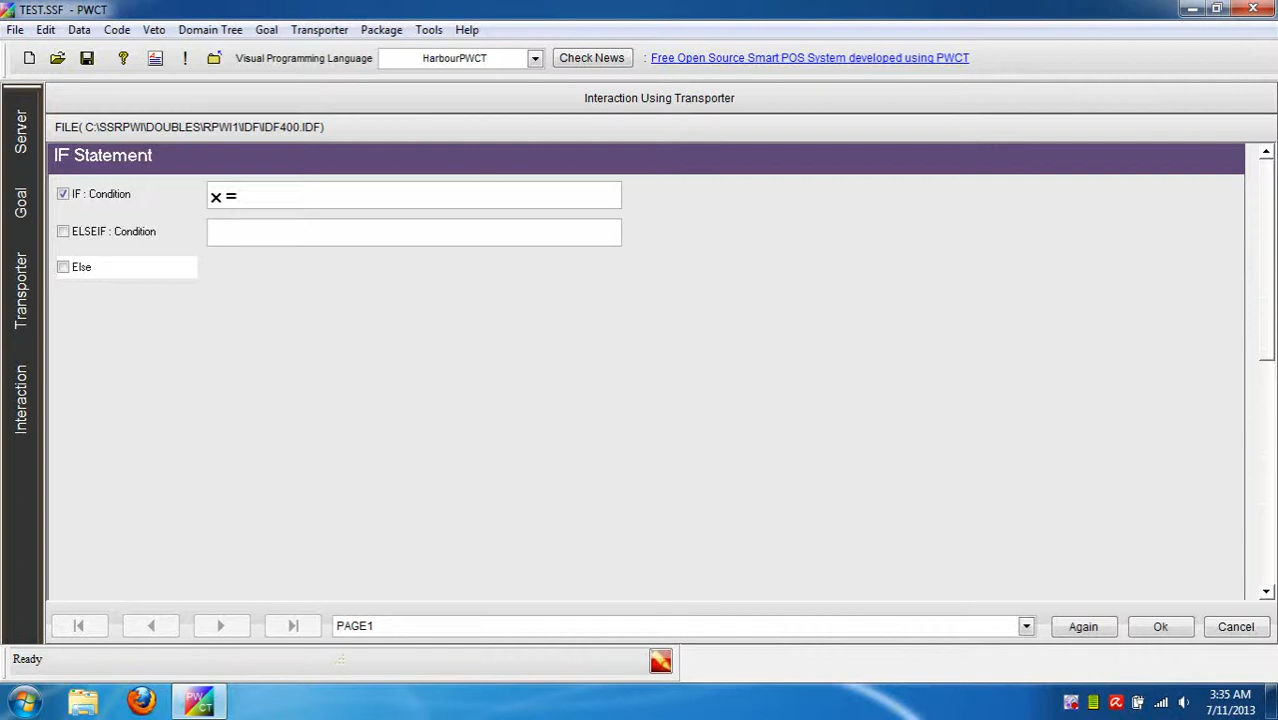 TEST.SSF - PWCT
File Edit Data Code Veto Domain Tree Goal Transporter Package Tools Help
Visual Programming Language HarbourPWCT Check News : Free Open Source Smart POS System developed using PWCT
Interaction Using Transporter
FILE( C:\SSRPWI\DOUBLES\RPWI1\IDF\IDF400.IDF)
Server
Goal
Transporter
Interaction
IF Statement
IF : Condition x =
ELSEIF : Condition
Else
PAGE1 Again Ok Cancel
Ready
PW
CT
3:35 AM
7/11/2013